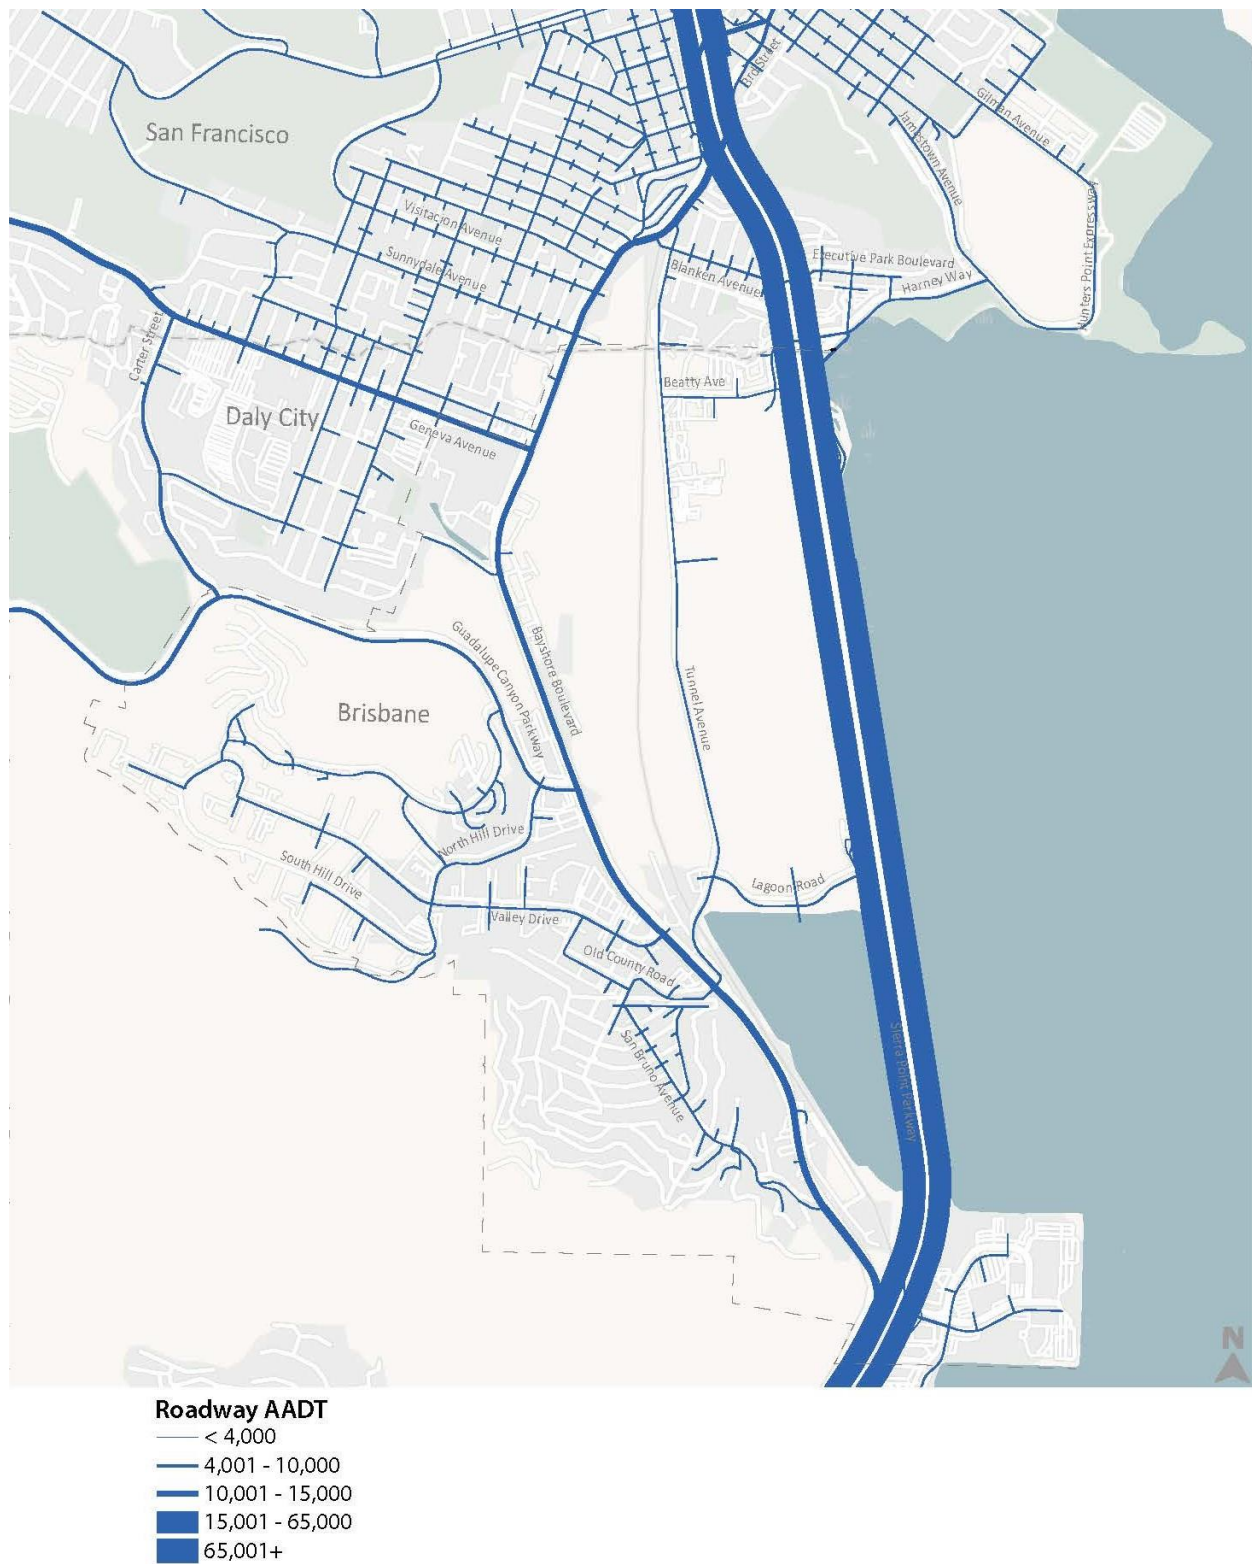 3rd Street
Gilman Avenue
San Francisco
Jamestown Avenue
Hunters Point Expressway
Visitacion Avenue
Sunnydale Avenue
Executive Park Boulevard
Blanken Avenue
Harney Way
Carter Street
Beatty Ave
Daly City
Geneva Avenue
Guadalupe Canyon Parkway
Bayshore Boulevard
Tunnel Avenue
Brisbane
North Hill Drive
South Hill Drive
Lagoon Road
Valley Drive
Old County Road
San Bruno Avenue
Sierra Point Parkway
N
Roadway AADT
< 4,000
4,001 - 10,000
10,001 - 15,000
15,001 - 65,000
65,001+